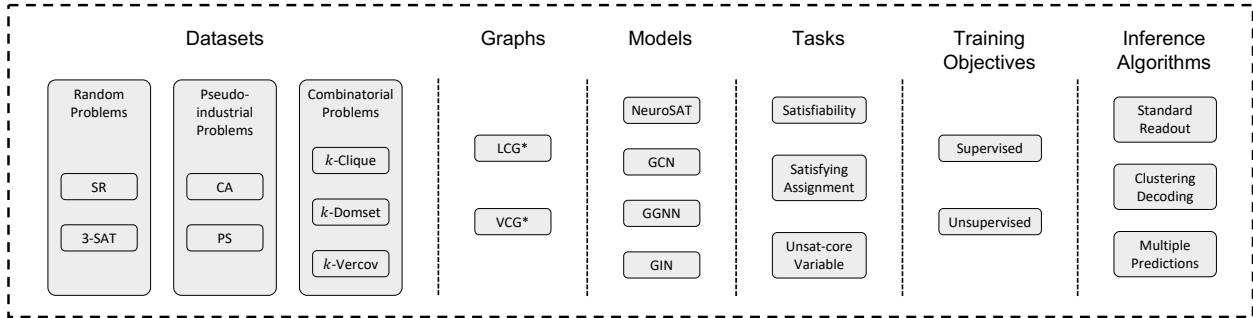 Datasets
Random
Problems
SR
3-SAT
Pseudo-
industrial
Problems
CA
PS
Combinatorial
Problems
k-Clique
k-Domset
k-Vercov
Graphs
LCG*
VCG*
Models
NeuroSAT
GCN
GGNN
GIN
Tasks
Satisfiability
Satisfying
Assignment
Unsat-core
Variable
Training
Objectives
Supervised
Unsupervised
Inference
Algorithms
Standard
Readout
Clustering
Decoding
Multiple
Predictions